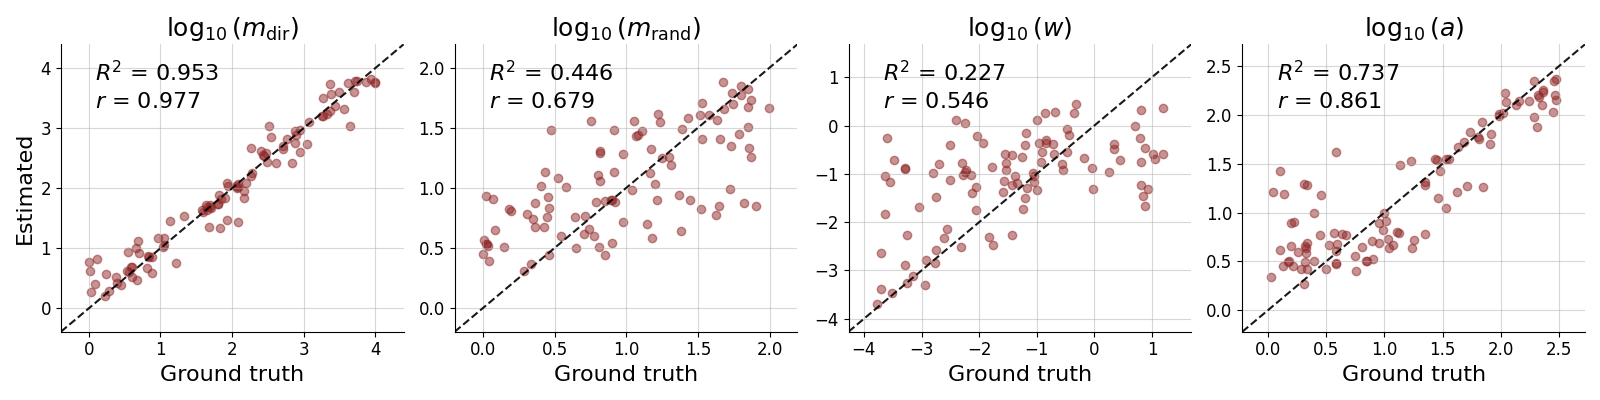 log₁₀ (m_dir)
R² = 0.953
r = 0.977
4
3
2
1
0
0 1 2 3 4
Estimated
Ground truth
log₁₀ (m_rand)
R² = 0.446
r = 0.679
2.0
1.5
1.0
0.5
0.0
0.0 0.5 1.0 1.5 2.0
Ground truth
log₁₀ (w)
R² = 0.227
r = 0.546
1
0
−1
−2
−3
−4
−4 −3 −2 −1 0 1
Ground truth
log₁₀ (a)
R² = 0.737
r = 0.861
2.5
2.0
1.5
1.0
0.5
0.0
0.0 0.5 1.0 1.5 2.0 2.5
Ground truth